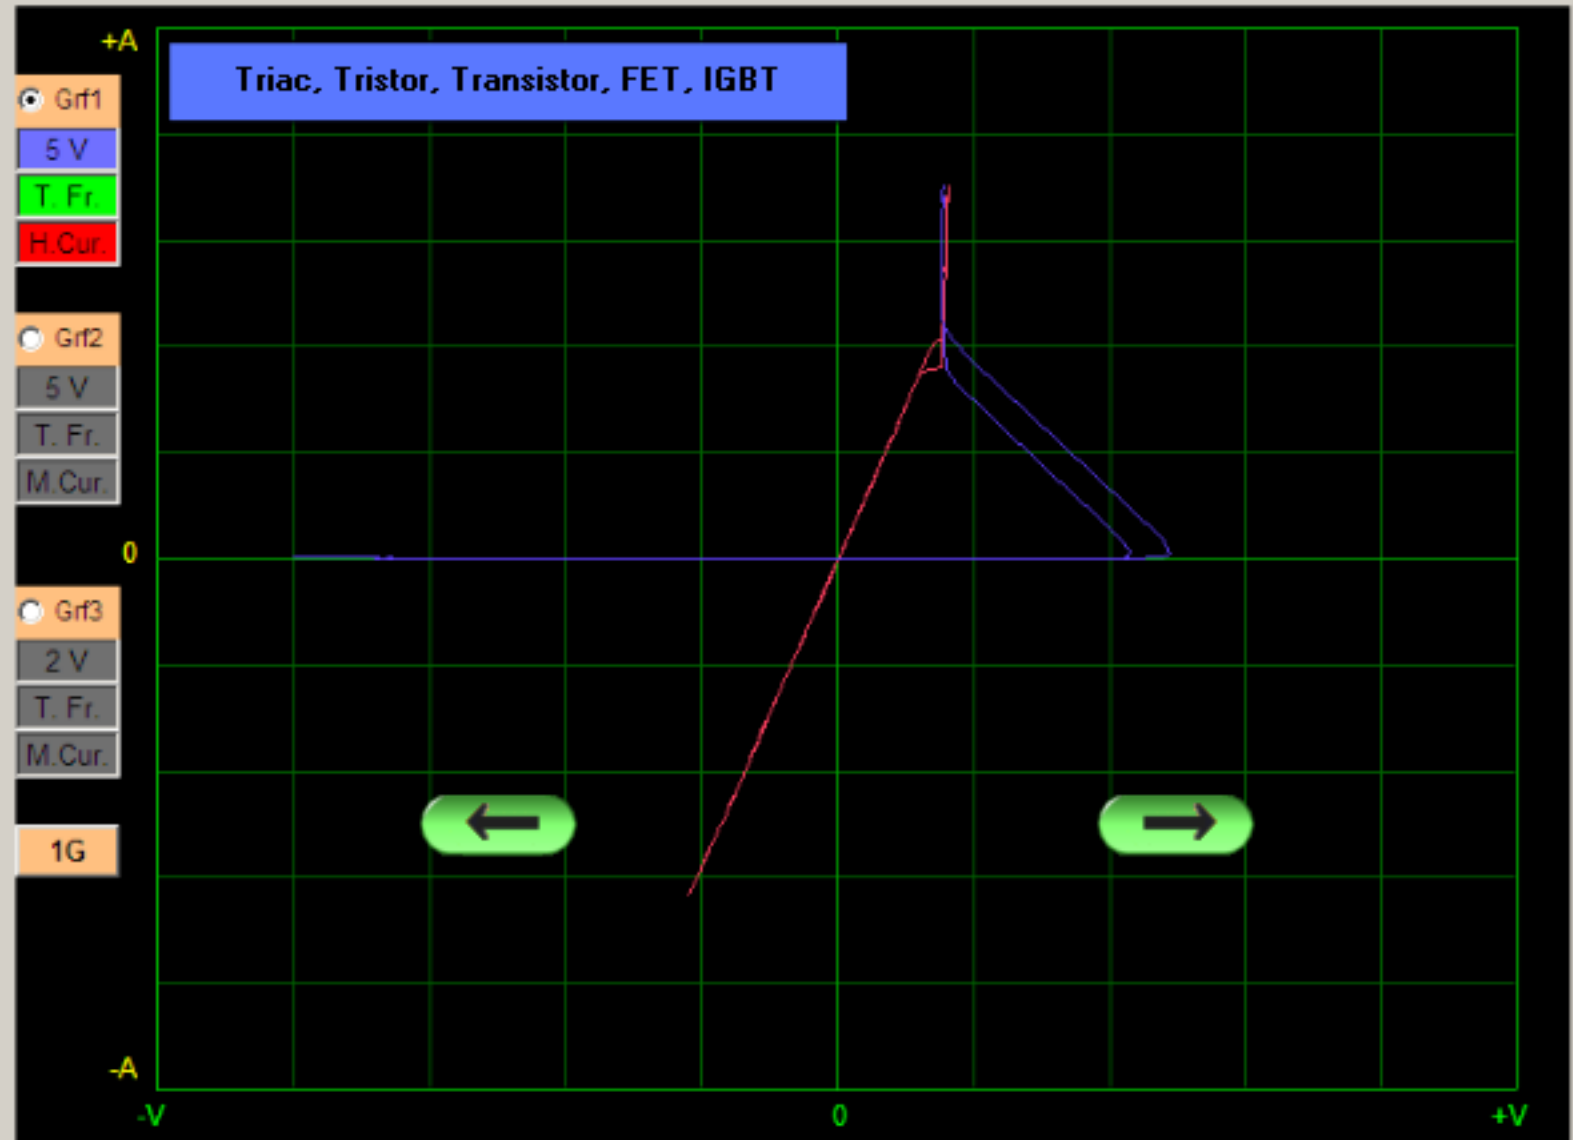 +A
Triac, Tristor, Transistor, FET, IGBT
Grf1
5 V
T. Fr.
H.Cur.
Grf2
5 V
T. Fr.
M.Cur.
0
Grf3
2 V
T. Fr.
M.Cur.
1G
-A
-V 0 +V